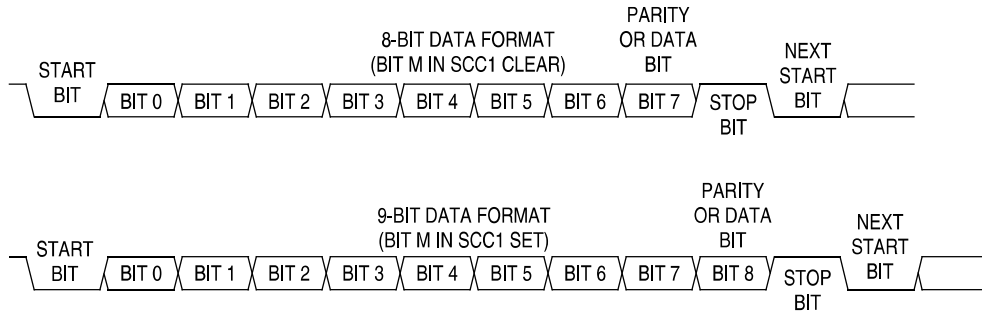 8-BIT DATA FORMAT
(BIT M IN SCC1 CLEAR)
PARITY
OR DATA
BIT
START
BIT
BIT 0 BIT 1 BIT 2 BIT 3 BIT 4 BIT 5 BIT 6 BIT 7
STOP
BIT
NEXT
START
BIT
9-BIT DATA FORMAT
(BIT M IN SCC1 SET)
PARITY
OR DATA
BIT
START
BIT
BIT 0 BIT 1 BIT 2 BIT 3 BIT 4 BIT 5 BIT 6 BIT 7 BIT 8
STOP
BIT
NEXT
START
BIT